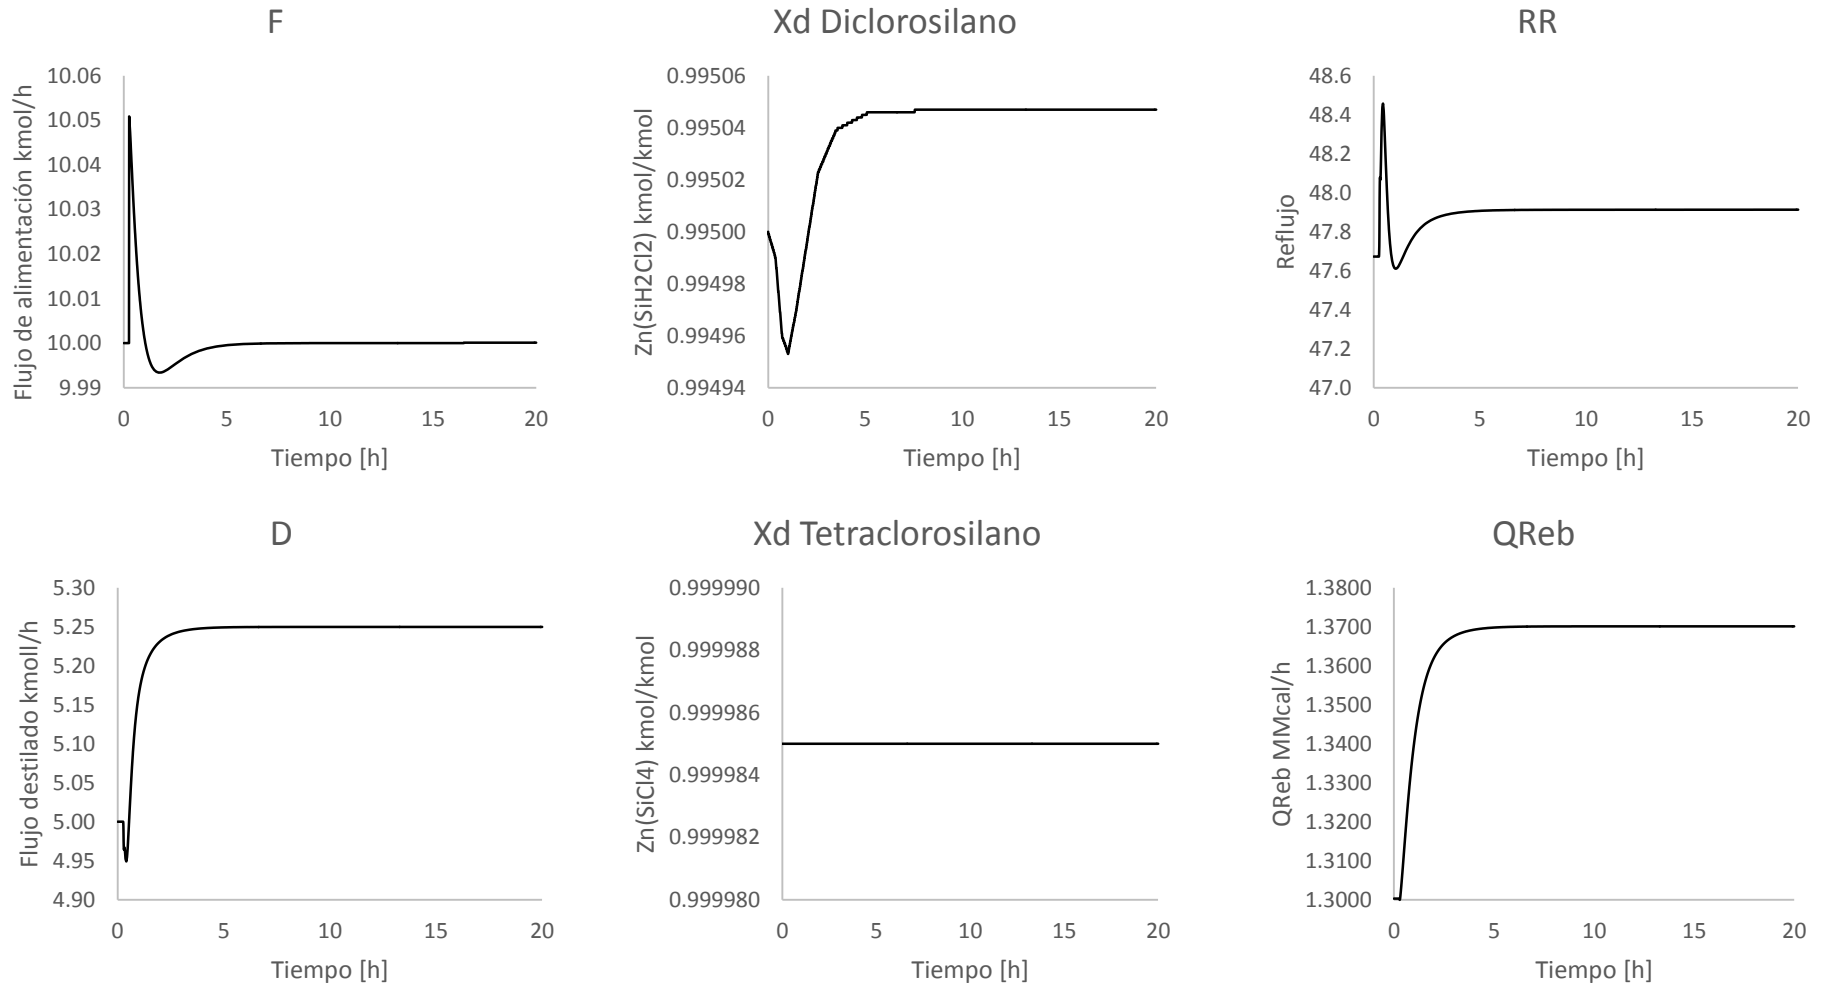 F
Flujo de alimentación kmol/h
10.06
10.05
10.04
10.03
10.02
10.01
10.00
9.99
0 5 10 15 20
Tiempo [h]
Xd Diclorosilano
Zn(SiH2Cl2) kmol/kmol
0.99506
0.99504
0.99502
0.99500
0.99498
0.99496
0.99494
0 5 10 15 20
Tiempo [h]
RR
Reflujo
48.6
48.4
48.2
48.0
47.8
47.6
47.4
47.2
47.0
0 5 10 15 20
Tiempo [h]
D
Flujo destilado kmoll/h
5.30
5.25
5.20
5.15
5.10
5.05
5.00
4.95
4.90
0 5 10 15 20
Tiempo [h]
Xd Tetraclorosilano
Zn(SiCl4) kmol/kmol
0.999990
0.999988
0.999986
0.999984
0.999982
0.999980
0 5 10 15 20
Tiempo [h]
QReb
QReb MMcal/h
1.3800
1.3700
1.3600
1.3500
1.3400
1.3300
1.3200
1.3100
1.3000
0 5 10 15 20
Tiempo [h]